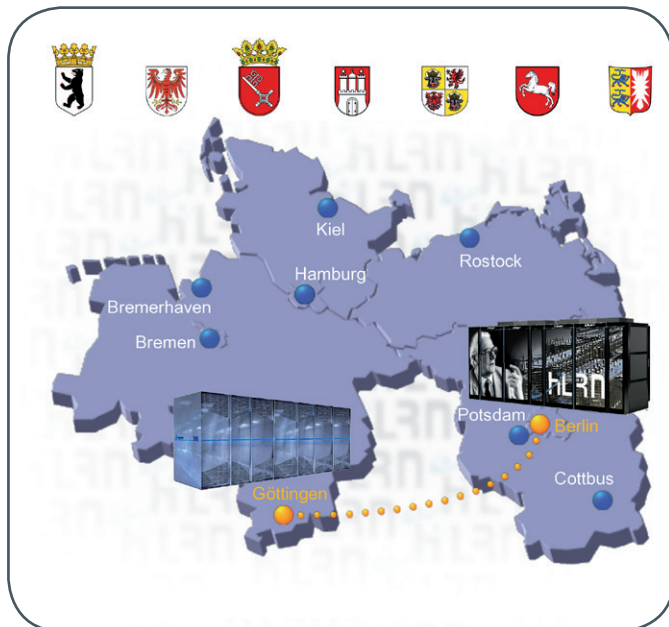 Kiel
Rostock
Hamburg
Bremerhaven
Bremen
hLRN
Potsdam
Berlin
Göttingen
Cottbus